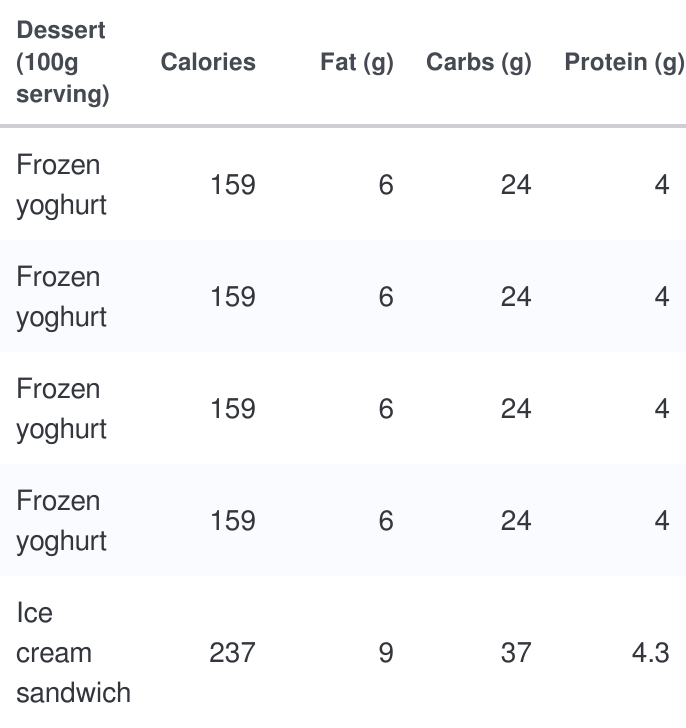 Dessert
(100g
serving) Calories Fat (g) Carbs (g) Protein (g)
Frozen
yoghurt 159 6 24 4
Frozen
yoghurt 159 6 24 4
Frozen
yoghurt 159 6 24 4
Frozen
yoghurt 159 6 24 4
Ice
cream
sandwich 237 9 37 4.3